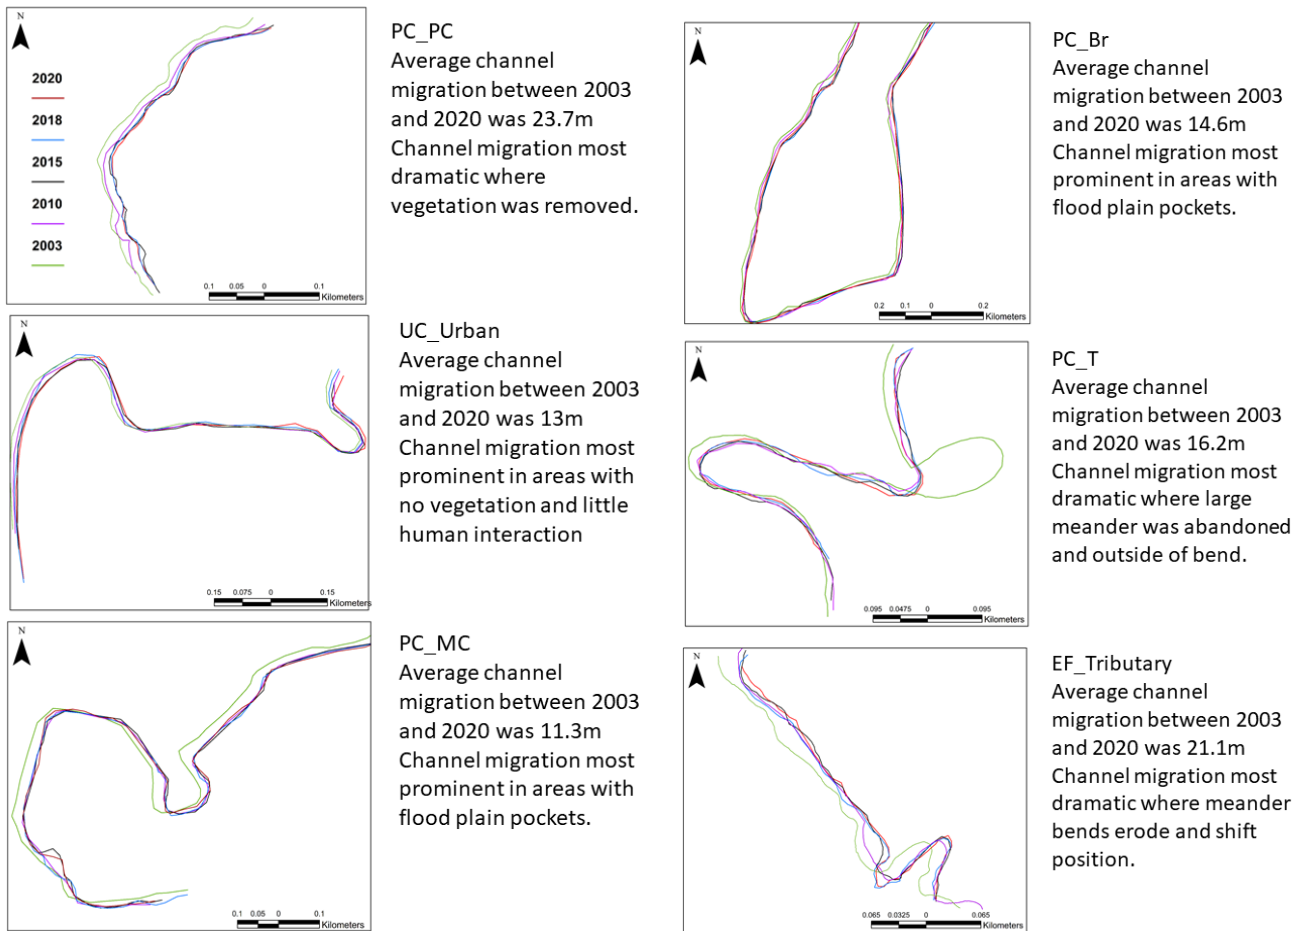 N
2020
2018
2015
2010
2003
0.1 0.05 0 0.1
Kilometers
PC_PC
Average channel
migration between 2003
and 2020 was 23.7m
Channel migration most
dramatic where
vegetation was removed.
N
0.2 0.1 0 0.2
Kilometers
PC_Br
Average channel
migration between 2003
and 2020 was 14.6m
Channel migration most
prominent in areas with
flood plain pockets.
N
0.15 0.075 0 0.15
Kilometers
UC_Urban
Average channel
migration between 2003
and 2020 was 13m
Channel migration most
prominent in areas with
no vegetation and little
human interaction
N
0.095 0.0475 0 0.095
Kilometers
PC_T
Average channel
migration between 2003
and 2020 was 16.2m
Channel migration most
dramatic where large
meander was abandoned
and outside of bend.
N
0.1 0.05 0 0.1
Kilometers
PC_MC
Average channel
migration between 2003
and 2020 was 11.3m
Channel migration most
prominent in areas with
flood plain pockets.
N
0.065 0.0325 0 0.065
Kilometers
EF_Tributary
Average channel
migration between 2003
and 2020 was 21.1m
Channel migration most
dramatic where meander
bends erode and shift
position.